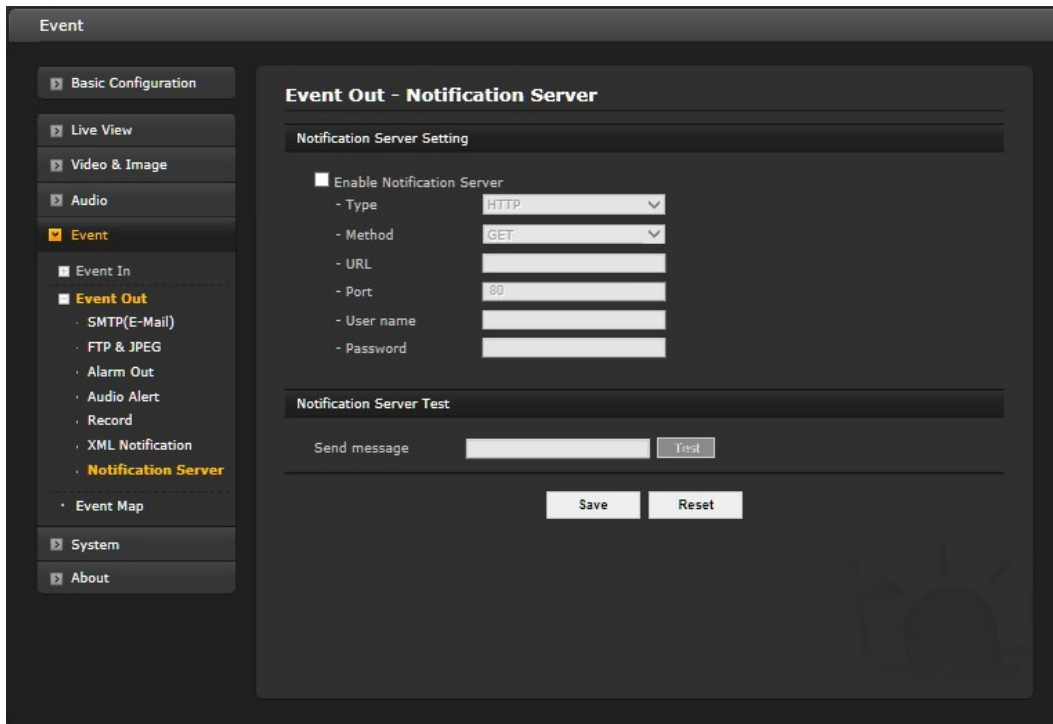 Event
Basic Configuration
Live View
Video & Image
Audio
Event
Event In
Event Out
SMTP(E-Mail)
FTP & JPEG
Alarm Out
Audio Alert
Record
XML Notification
Notification Server
Event Map
System
About
Event Out - Notification Server
Notification Server Setting
Enable Notification Server
- Type HTTP
- Method GET
- URL
- Port 80
- User name
- Password
Notification Server Test
Send message Test
Save Reset